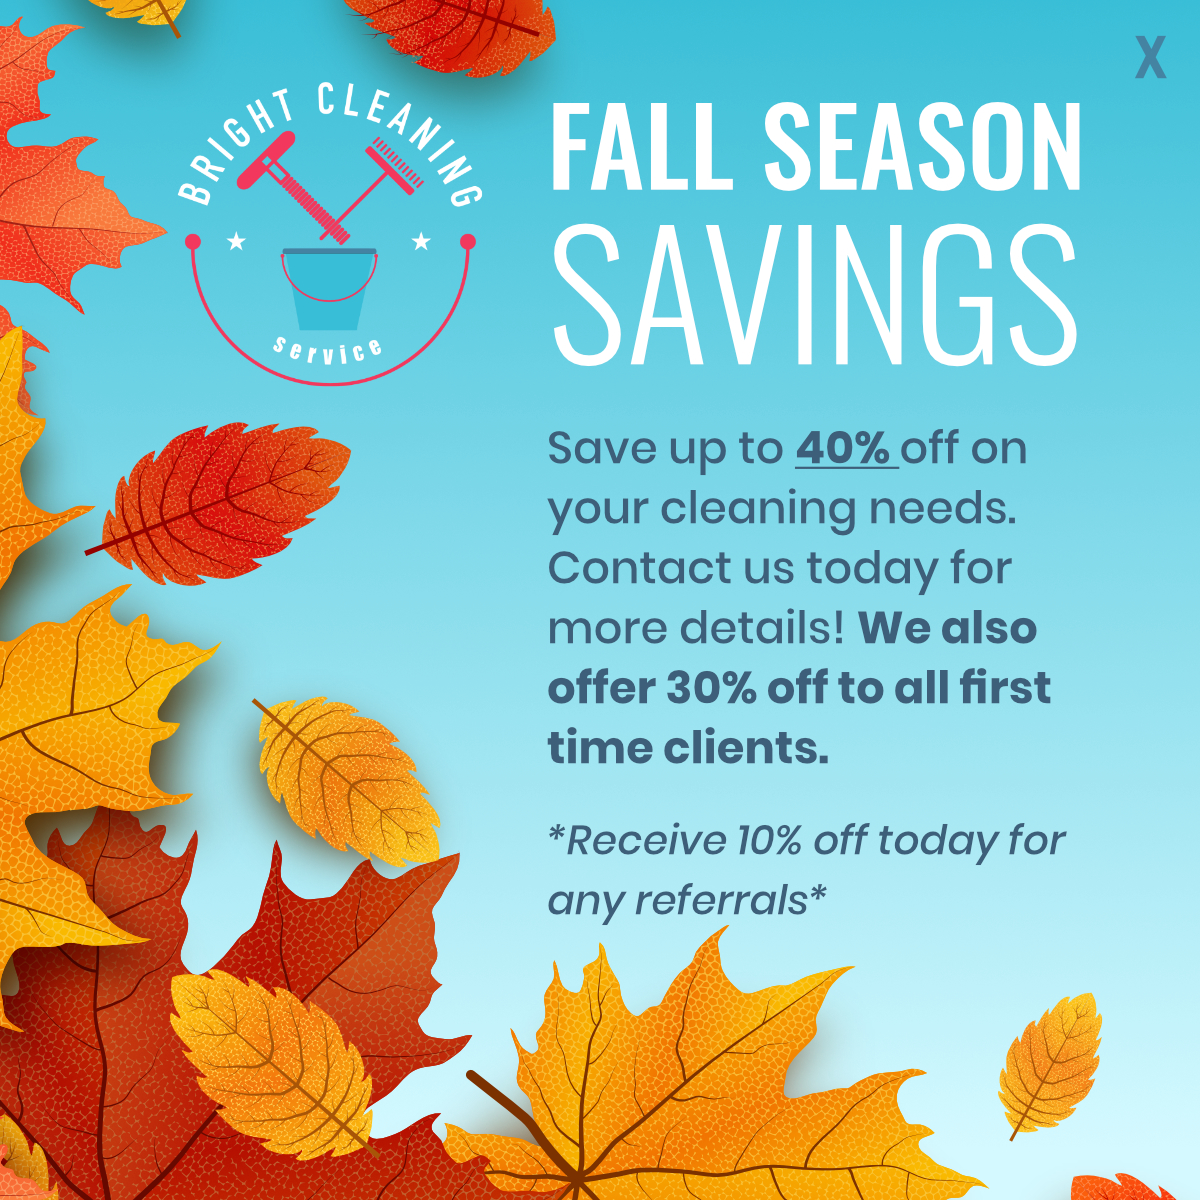 X
BRIGHT CLEANING
service
FALL SEASON
SAVINGS
Save up to 40% off on
your cleaning needs.
Contact us today for
more details! We also
offer 30% off to all first
time clients.
*Receive 10% off today for
any referrals*